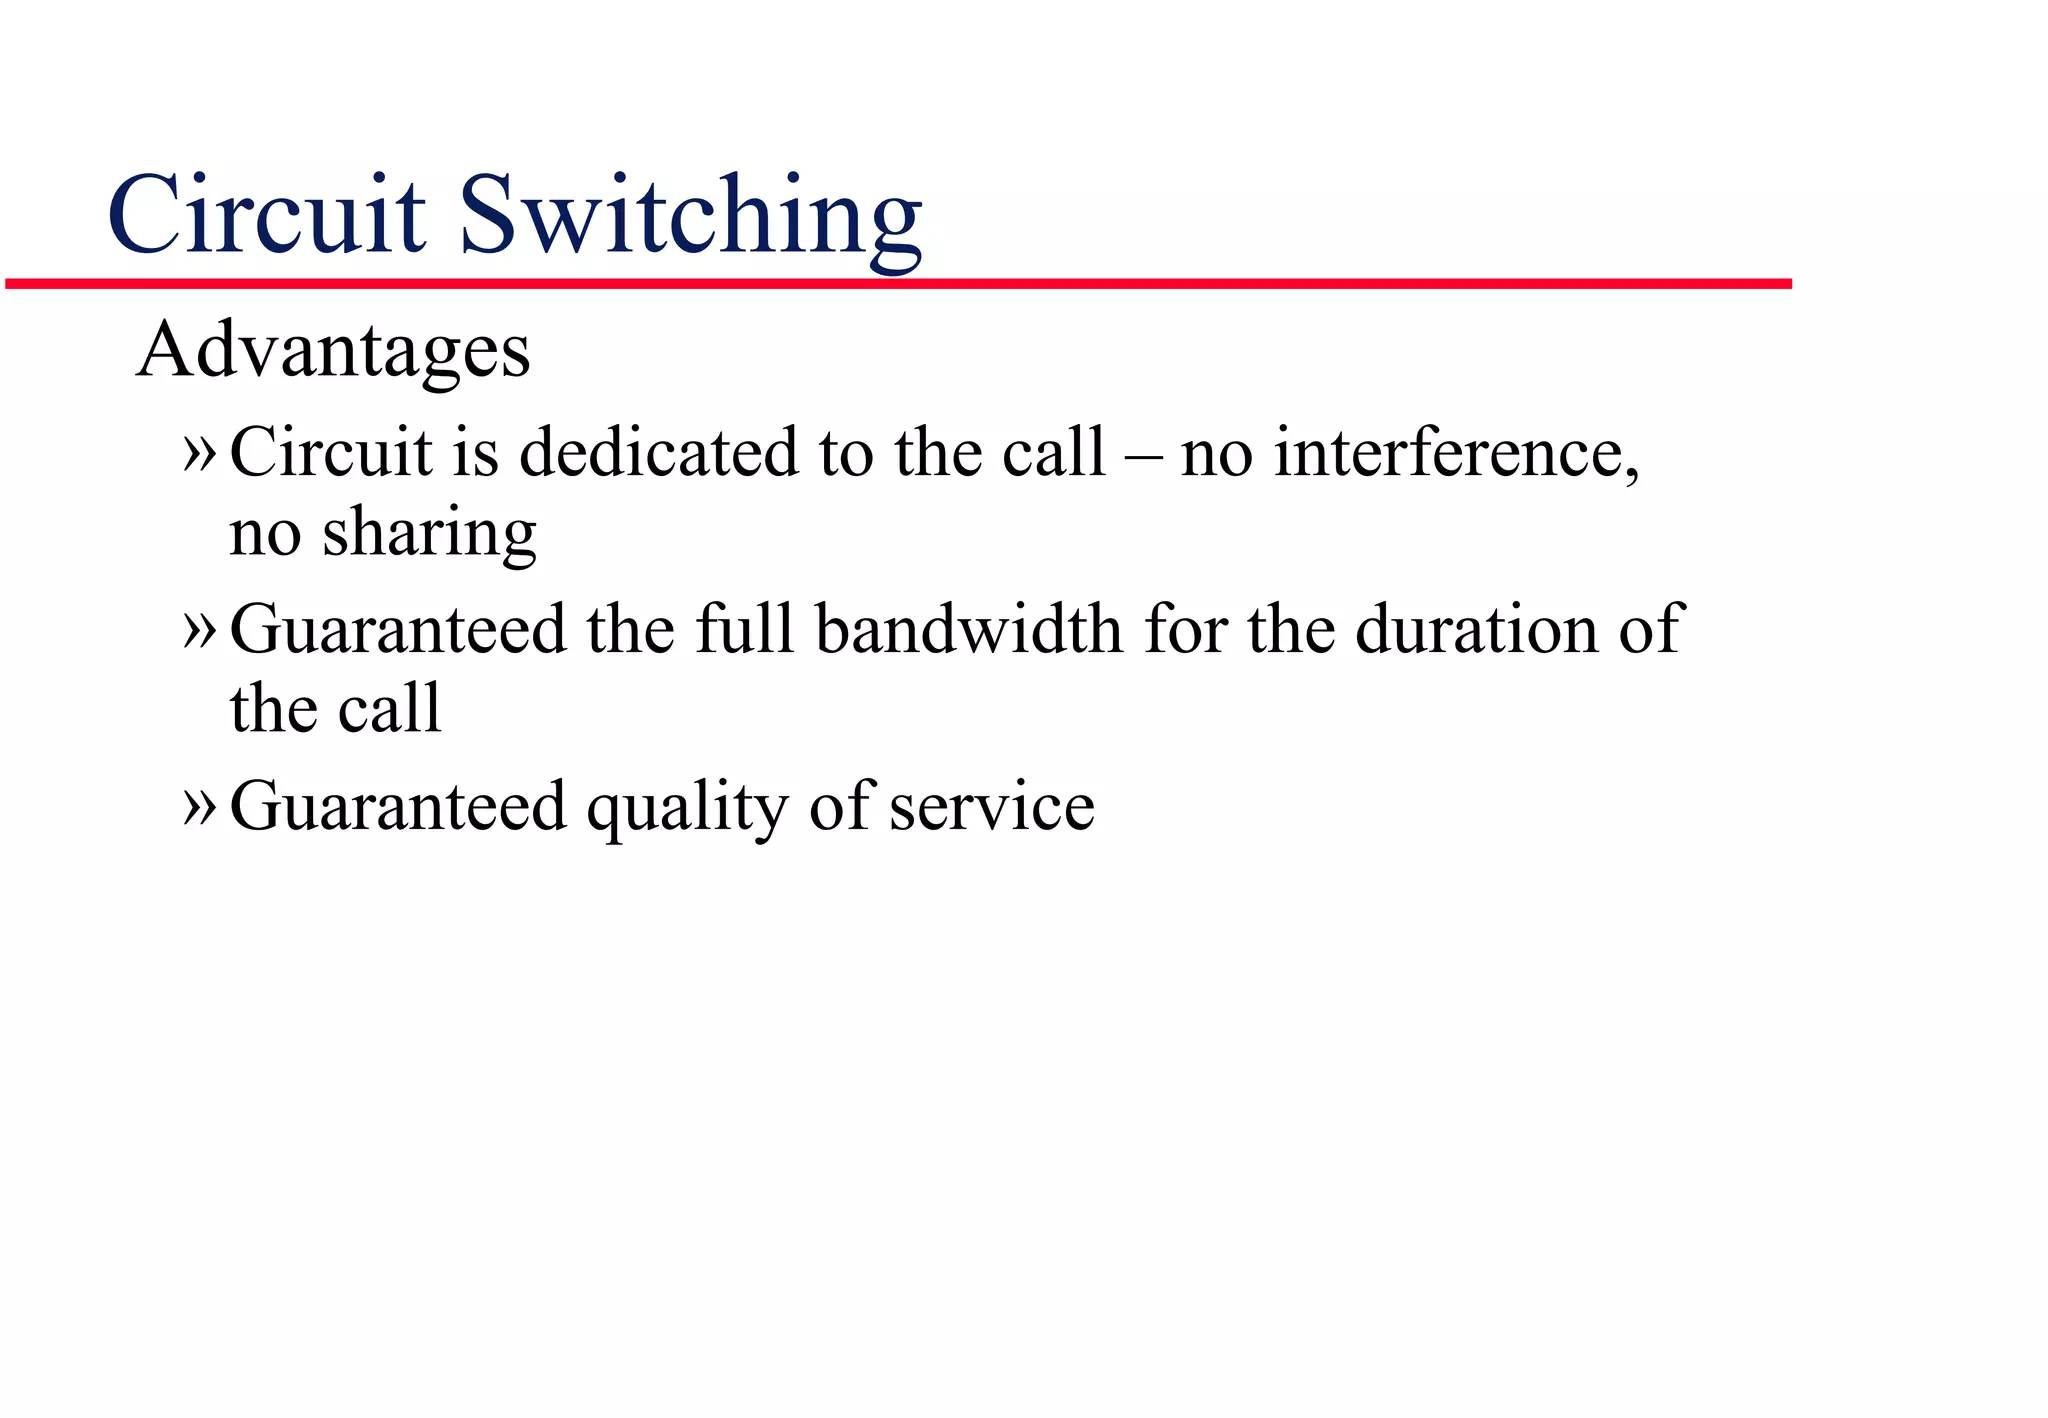 Circuit Switching
Advantages
» Circuit is dedicated to the call – no interference,
no sharing
» Guaranteed the full bandwidth for the duration of
the call
» Guaranteed quality of service